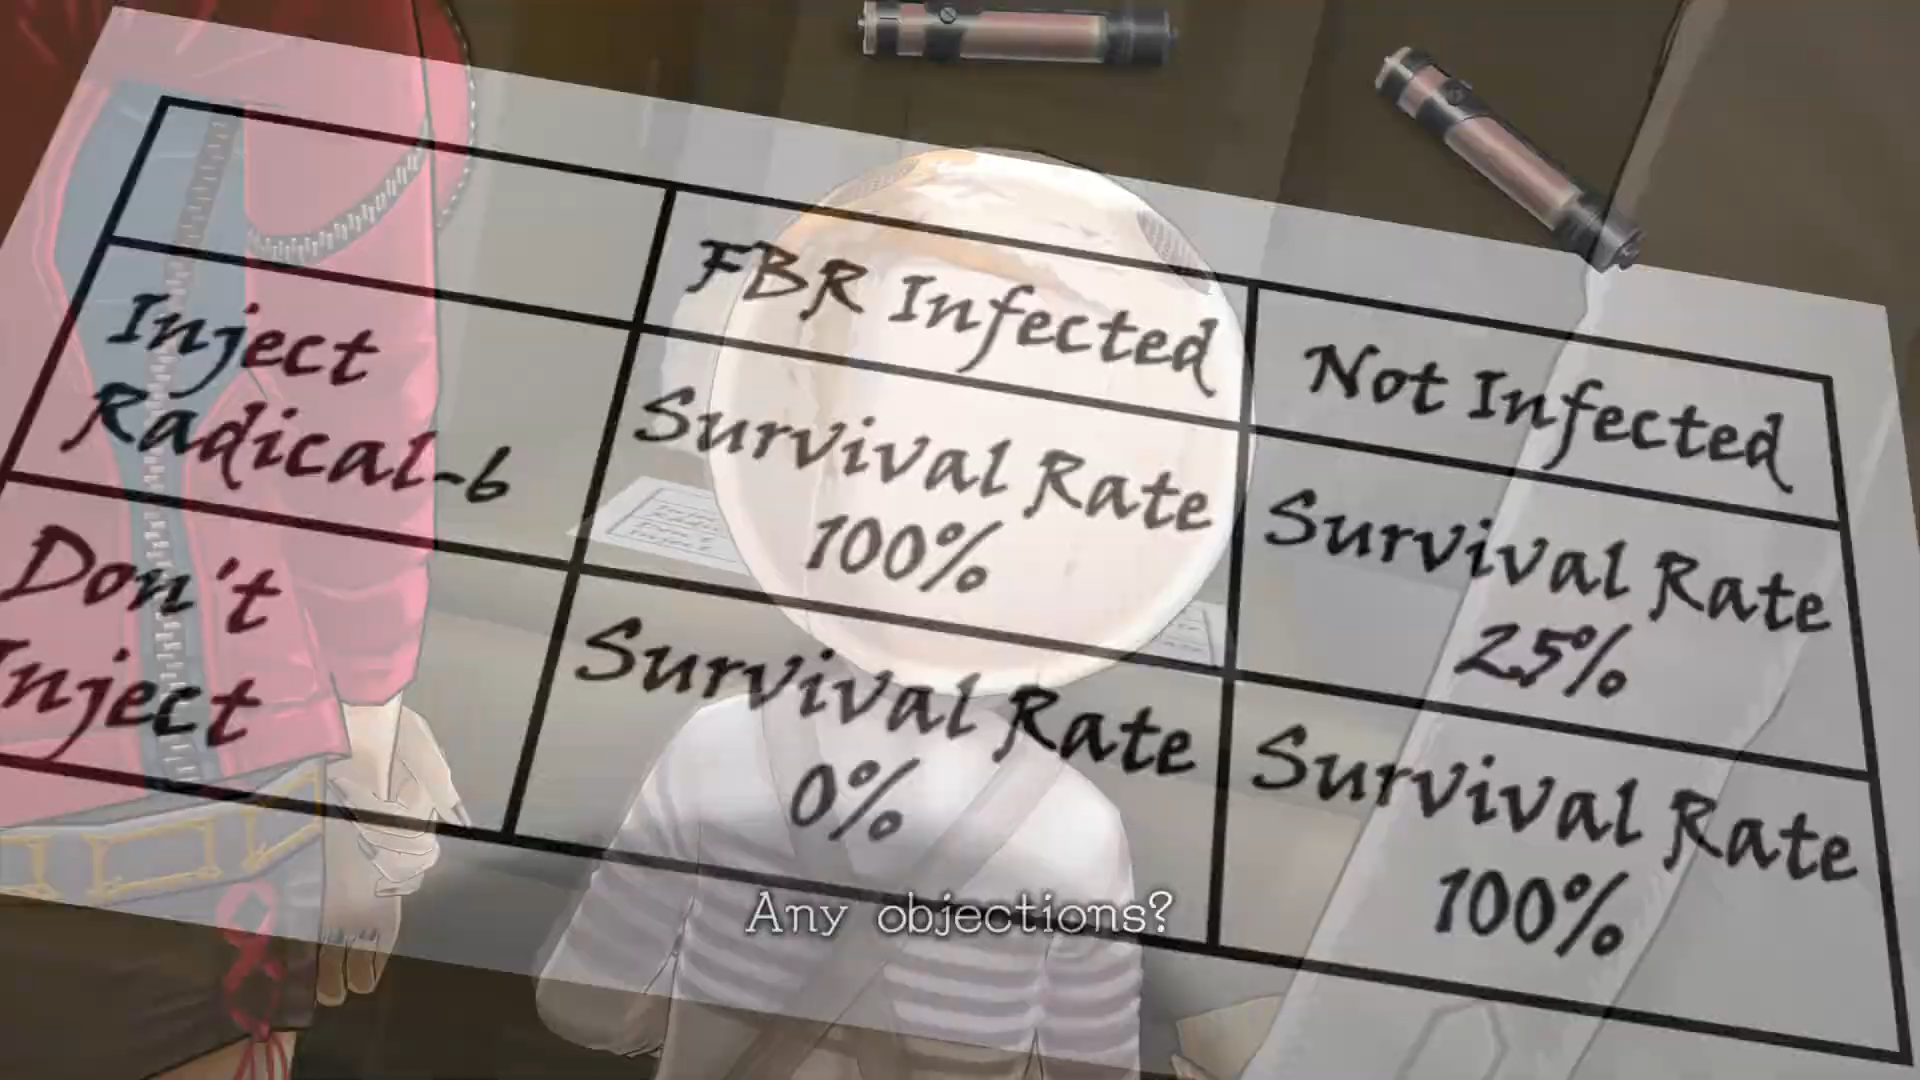 FBR Infected
Not Infected
Inject
Radical-6
Survival Rate
100%
Survival Rate
25%
Don't
Inject
Survival Rate
0%
Survival Rate
100%
Any objections?